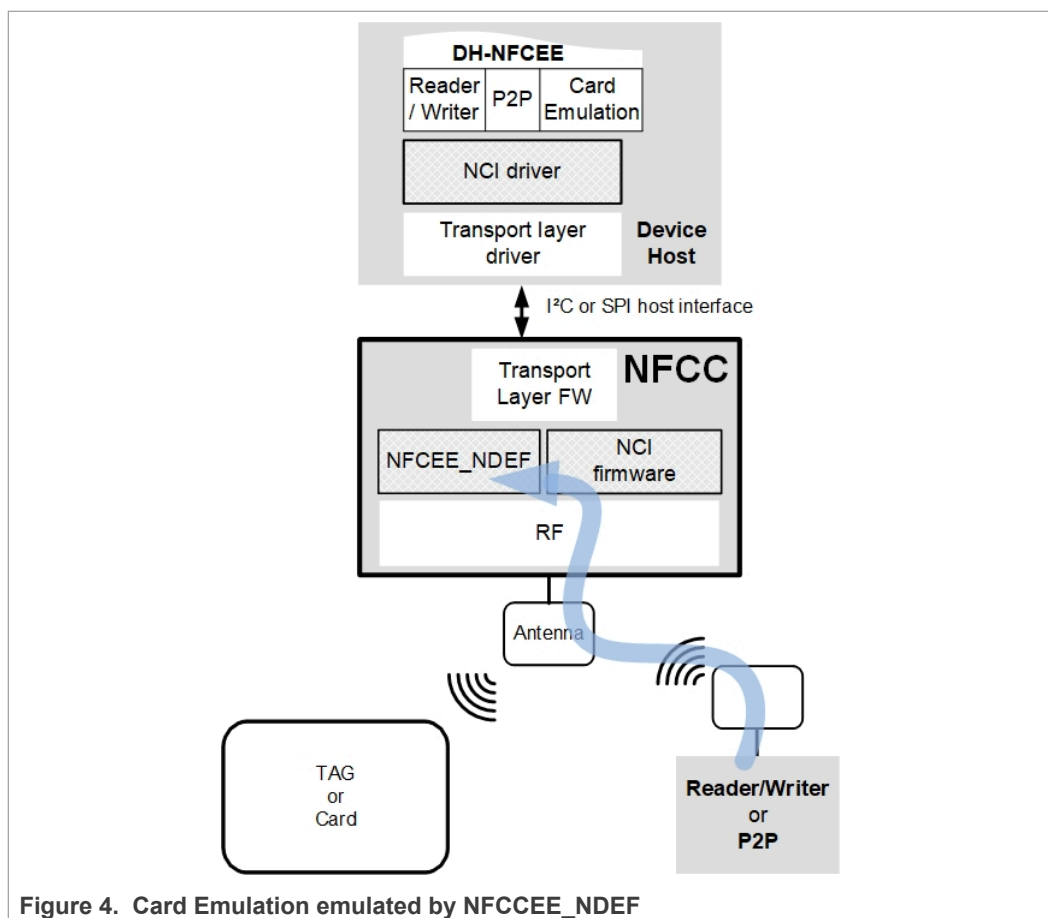 DH-NFCEE
Reader
/ Writer
P2P
Card
Emulation
NCI driver
Transport layer
driver
Device
Host
I²C or SPI host interface
NFCC
Transport
Layer FW
NFCEE_NDEF
NCI
firmware
RF
Antenna
TAG
or
Card
Reader/Writer
or
P2P
Figure 4. Card Emulation emulated by NFCCEE_NDEF